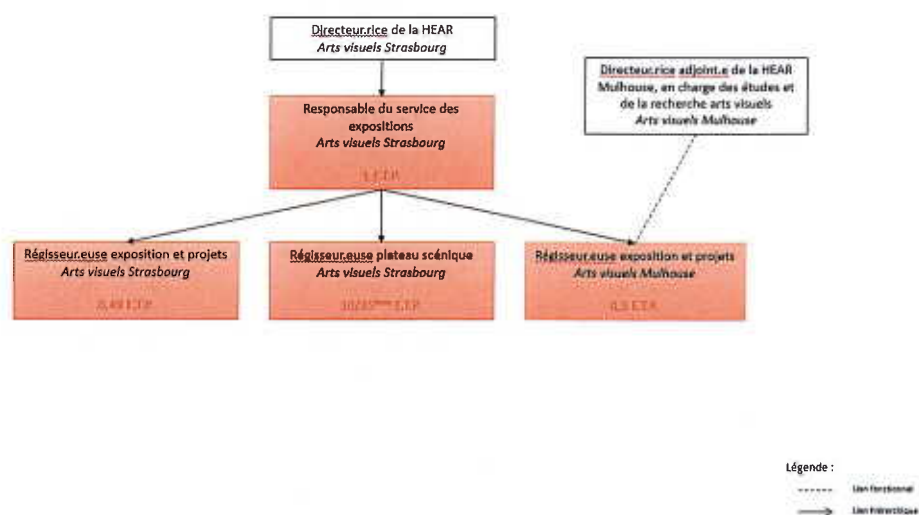 Directeur.rice de la HEAR
Arts visuels Strasbourg
Directeur.rice adjoint.e de la HEAR
Mulhouse, en charge des études et
de la recherche arts visuels
Arts visuels Mulhouse
Responsable du service des
expositions
Arts visuels Strasbourg
1 E.T.P.
Régisseur.euse exposition et projets
Arts visuels Strasbourg
Régisseur.euse plateau scénique
Arts visuels Strasbourg
E.T.P.
Régisseur.euse exposition et projets
Arts visuels Mulhouse
E.T.P.
Légende :
Lien fonctionnel
Lien hiérarchique